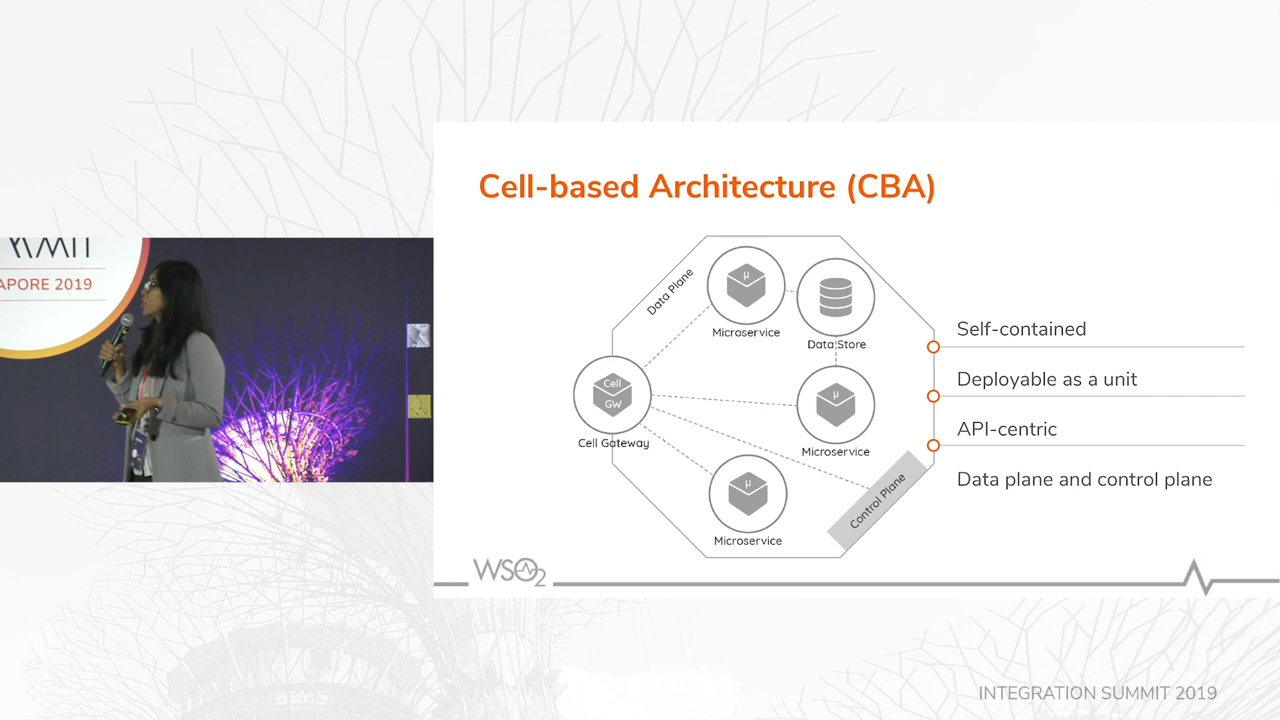 APORE 2019
Cell-based Architecture (CBA)
Data Plane
µ
Microservice
Data Store
Cell
GW
Cell Gateway
µ
Microservice
µ
Microservice
Control Plane
Self-contained
Deployable as a unit
API-centric
Data plane and control plane
WSO2
INTEGRATION SUMMIT 2019